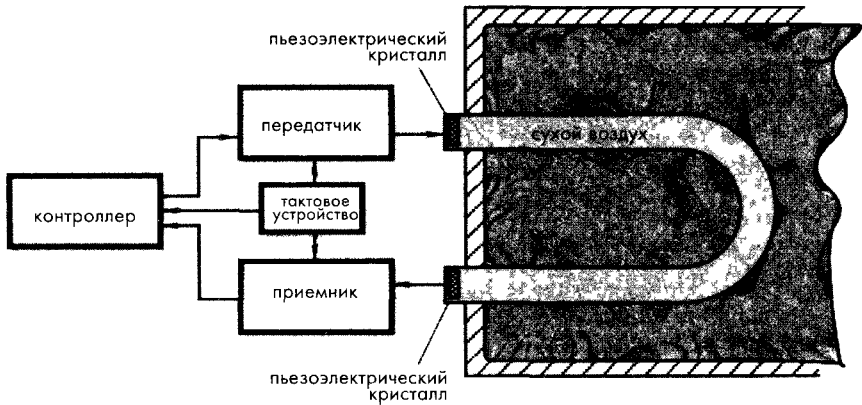 пьезоэлектрический
кристалл
передатчик
сухой воздух
тактовое
устройство
контроллер
приемник
пьезоэлектрический
кристалл